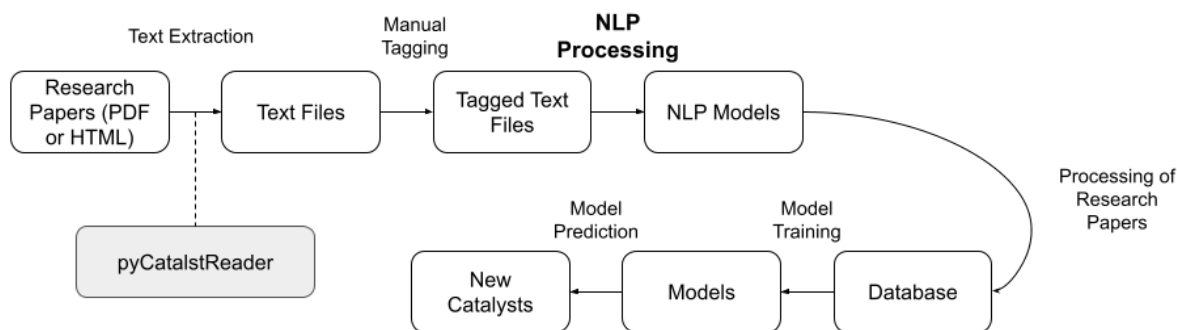 Text Extraction
Manual
Tagging
NLP
Processing
Research
Papers (PDF
or HTML)
Text Files
Tagged Text
Files
NLP Models
Processing of
Research
Papers
pyCatalstReader
Model
Prediction
Model
Training
New
Catalysts
Models
Database